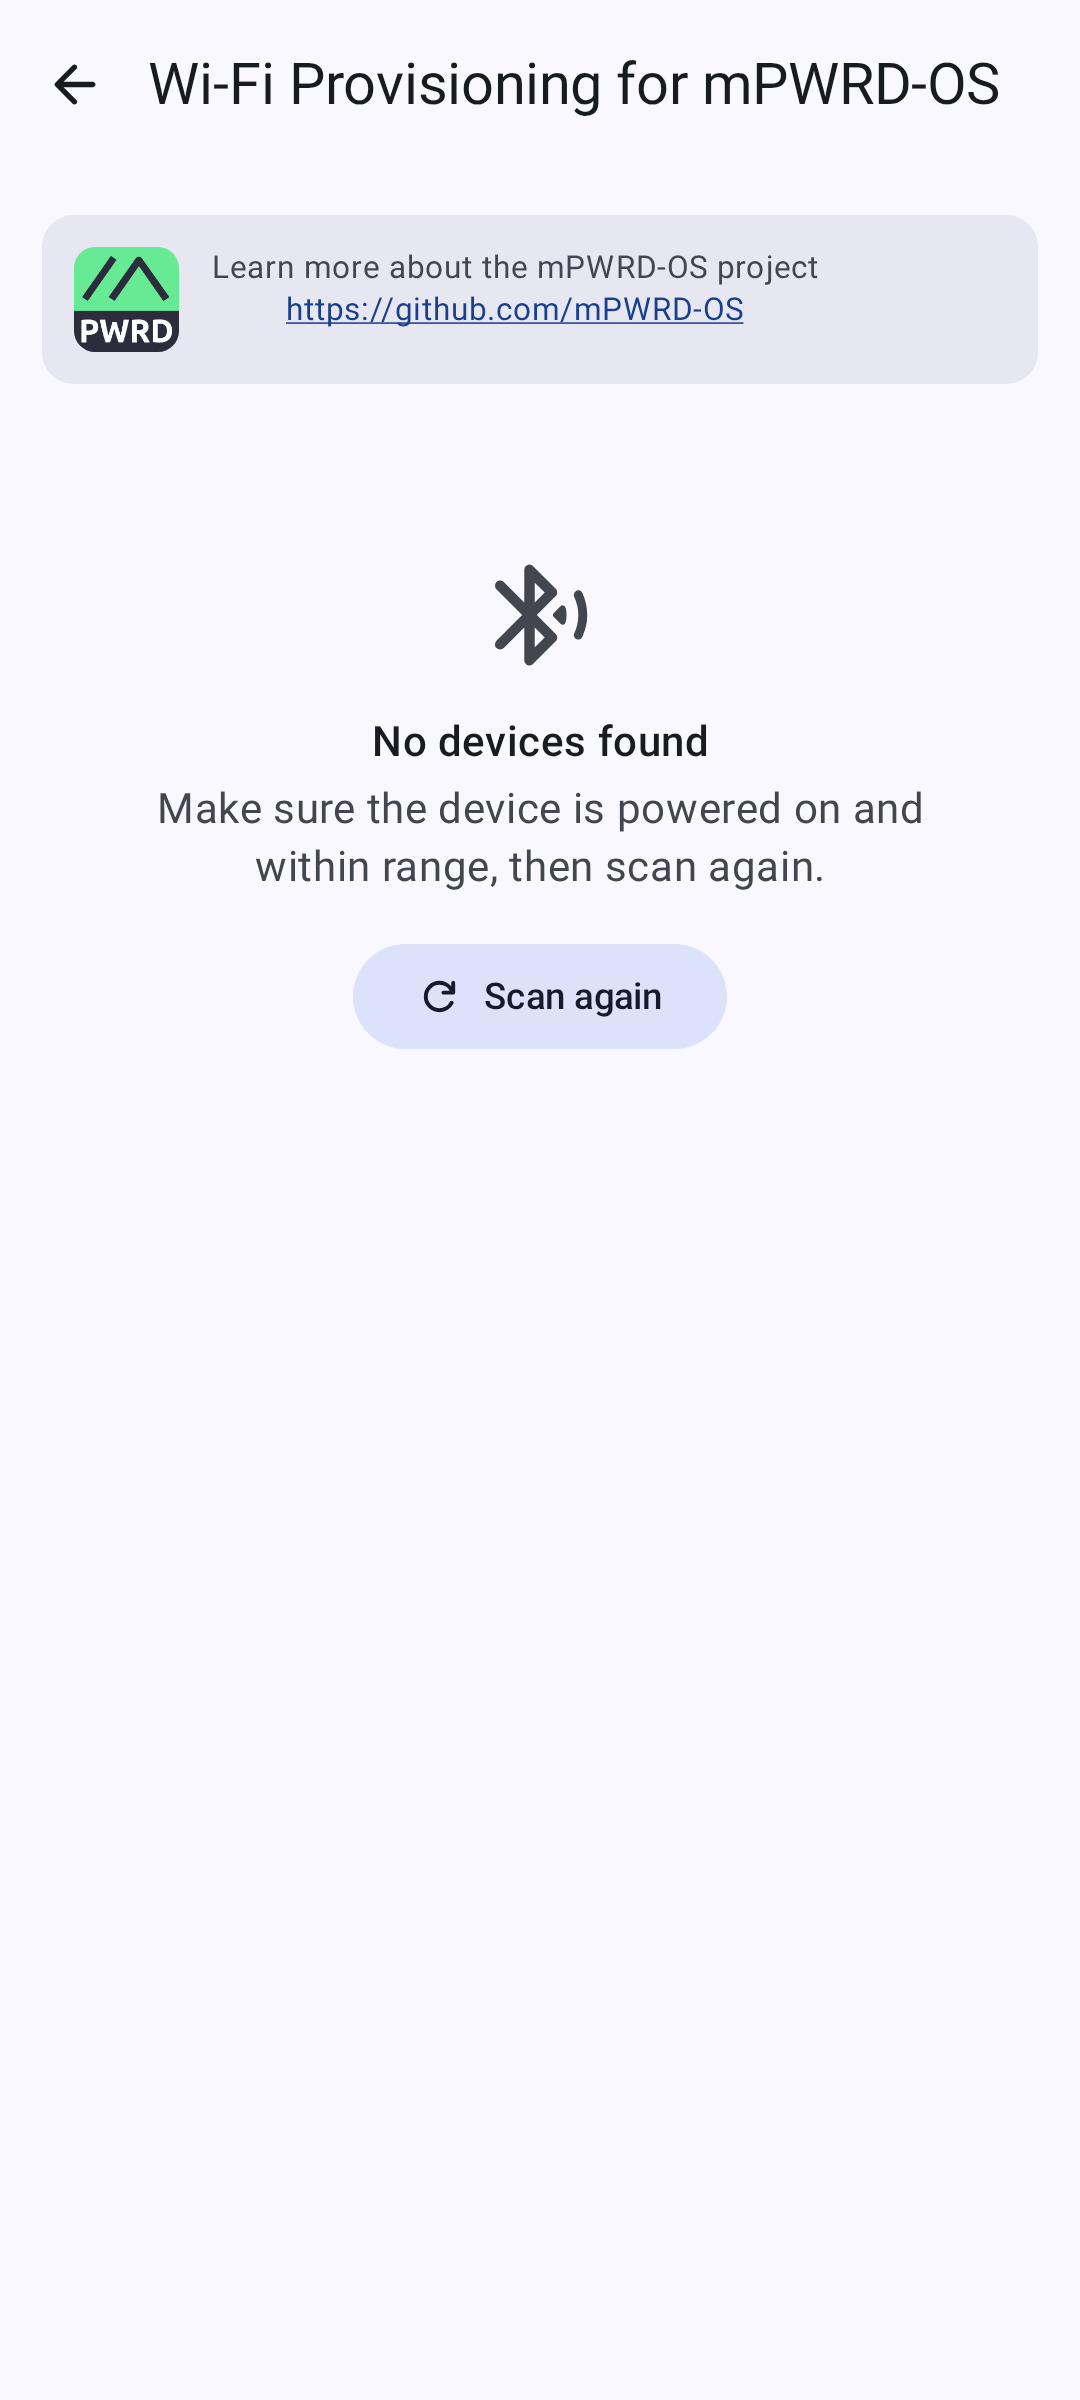 Wi-Fi Provisioning for mPWRD-OS
Learn more about the mPWRD-OS project
https://github.com/mPWRD-OS
PWRD
No devices found
Make sure the device is powered on and
within range, then scan again.
Scan again